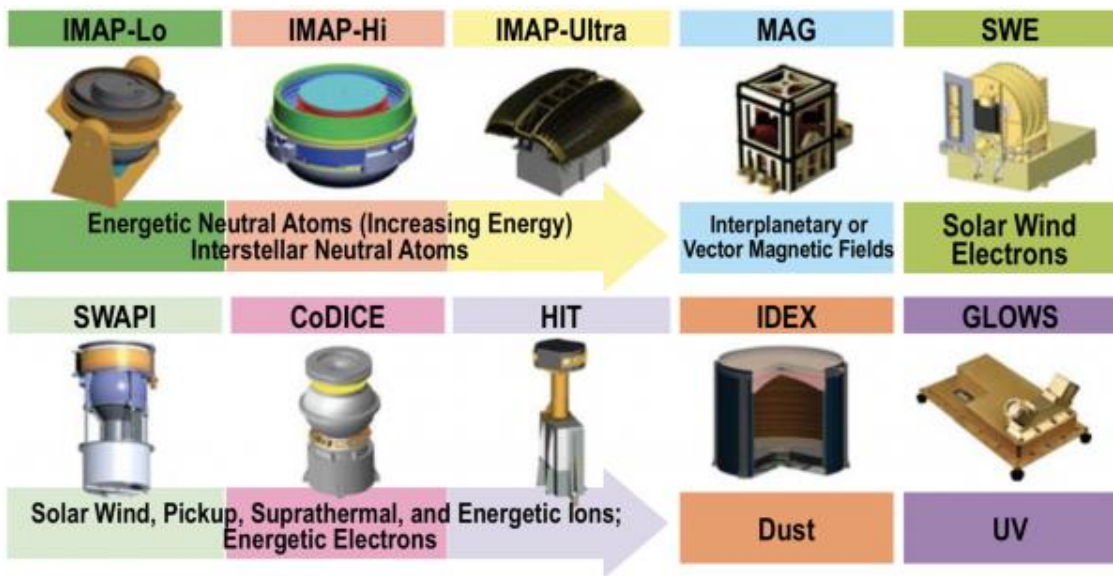 IMAP-Lo
IMAP-Hi
IMAP-Ultra
MAG
SWE
Energetic Neutral Atoms (Increasing Energy)
Interstellar Neutral Atoms
Interplanetary or
Vector Magnetic Fields
Solar Wind
Electrons
SWAPI
CoDICE
HIT
IDEX
GLOWS
Solar Wind, Pickup, Suprathermal, and Energetic Ions;
Energetic Electrons
Dust
UV